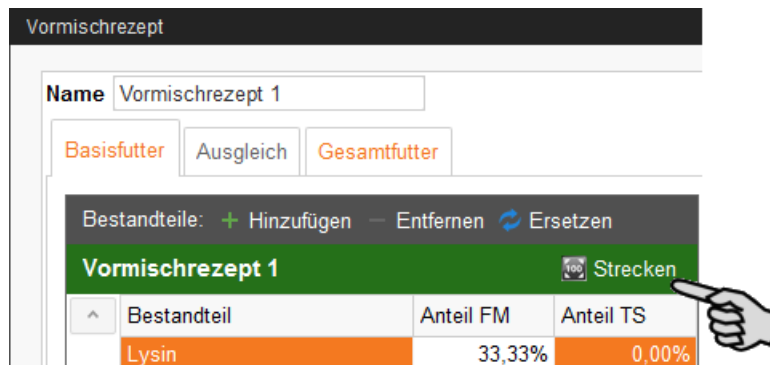 Vormischrezept
Name Vormischrezept 1
Basisfutter Ausgleich Gesamtfutter
Bestandteile: + Hinzufügen − Entfernen Ersetzen
Vormischrezept 1 100 Strecken
Bestandteil Anteil FM Anteil TS
Lysin 33,33% 0,00%